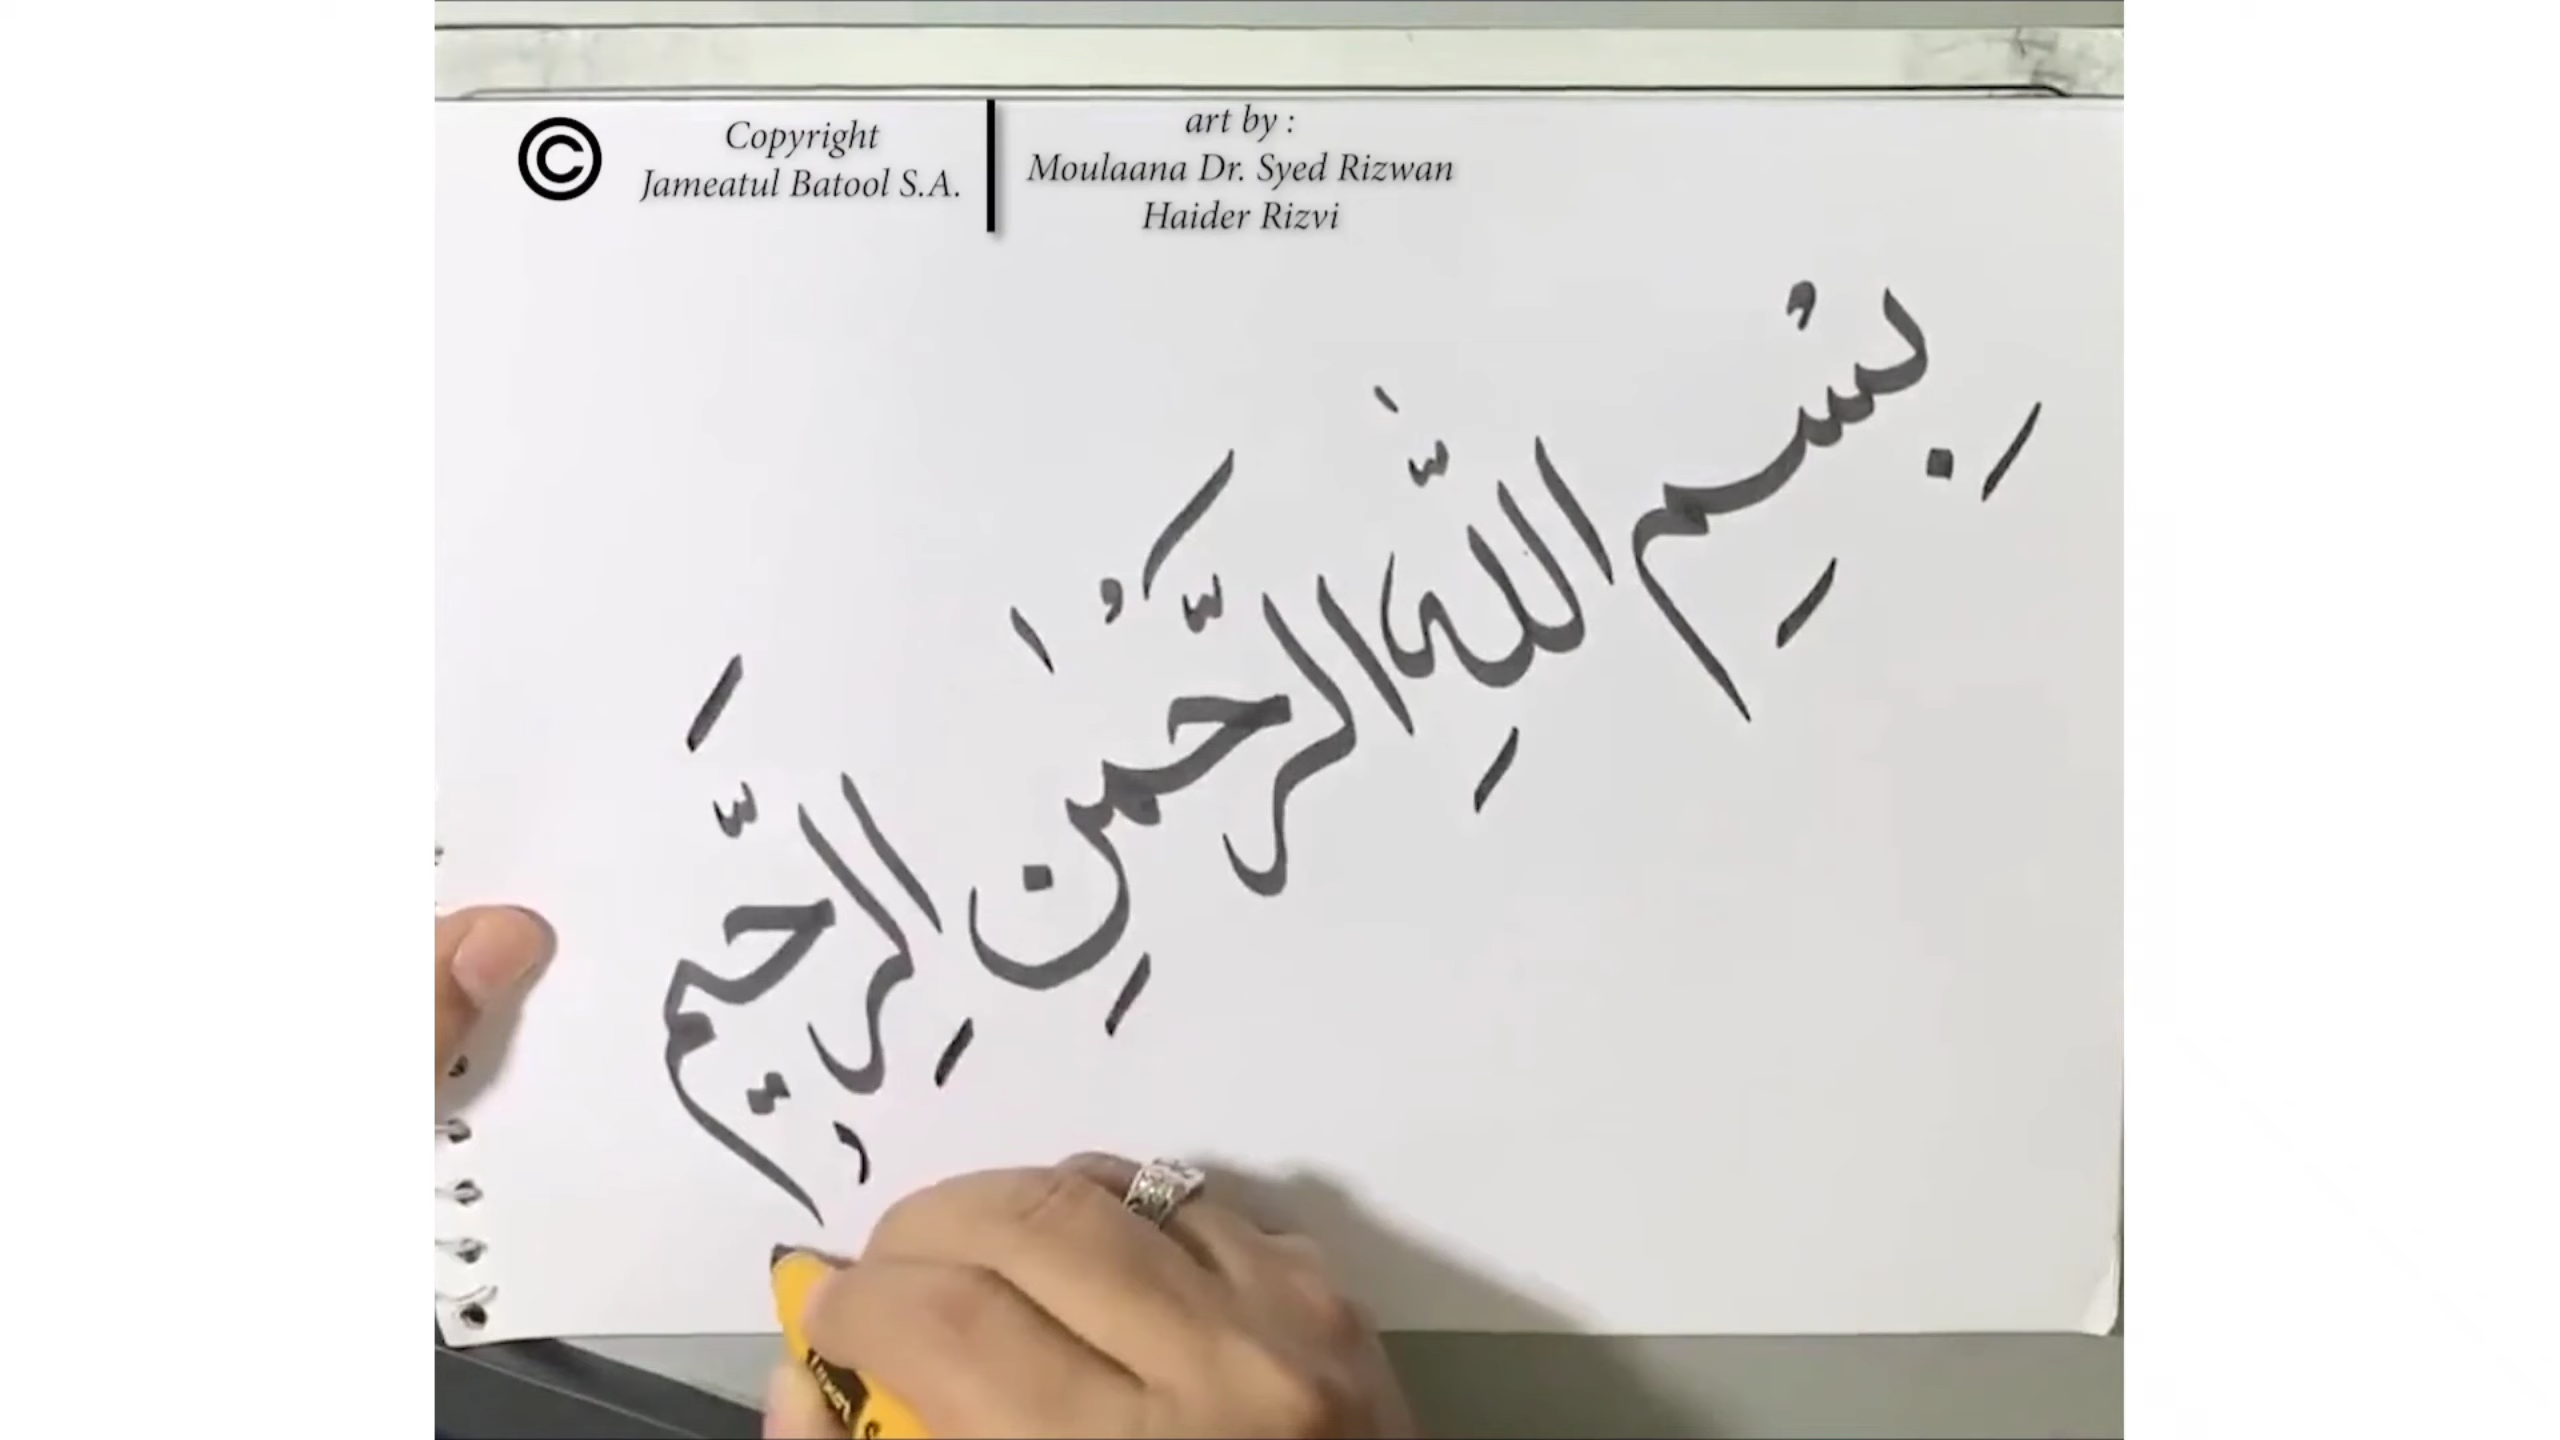 ©
Copyright
Jameatul Batool S.A.
art by :
Moulaana Dr. Syed Rizwan
Haider Rizvi
بِسْمِ اللّٰهِ الرَّحْمٰنِ الرَّحِیْمِ